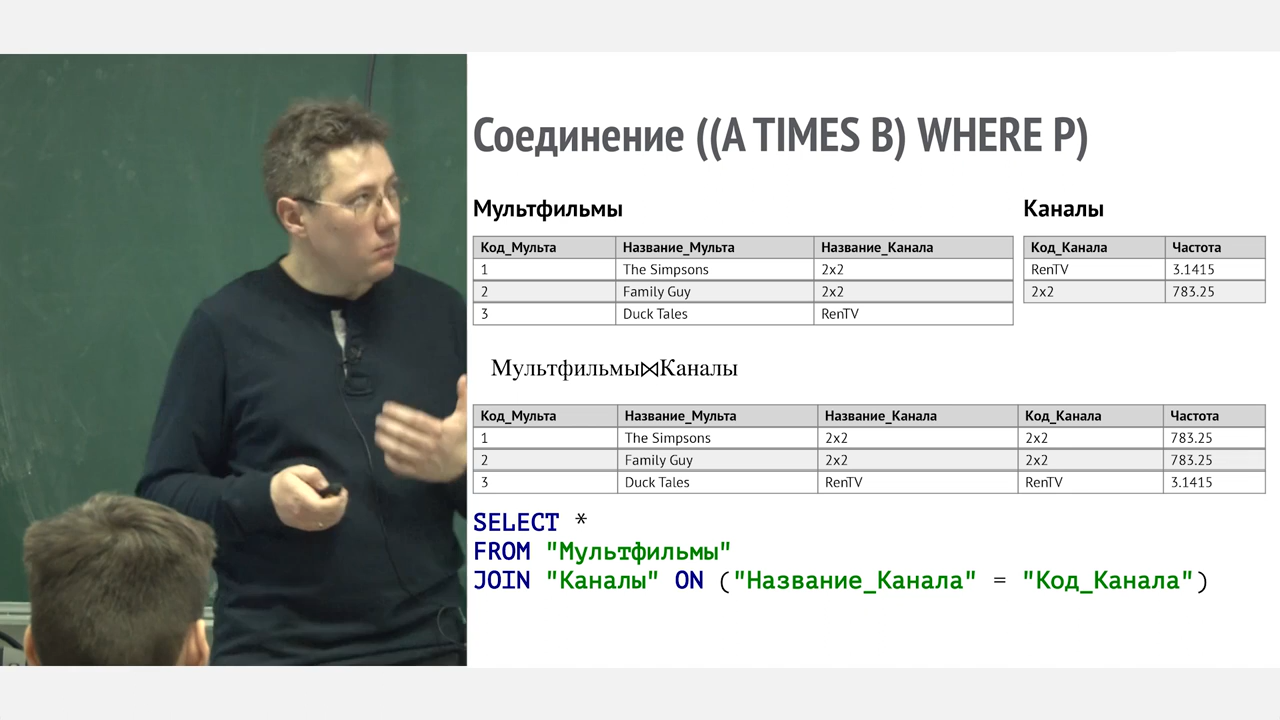 Соединение ((A TIMES B) WHERE P)
Мультфильмы
Код_Мульта Название_Мульта Название_Канала
1 The Simpsons 2x2
2 Family Guy 2x2
3 Duck Tales RenTV
Каналы
Код_Канала Частота
RenTV 3.1415
2x2 783.25
Мультфильмы⋈Каналы
Код_Мульта Название_Мульта Название_Канала Код_Канала Частота
1 The Simpsons 2x2 2x2 783.25
2 Family Guy 2x2 2x2 783.25
3 Duck Tales RenTV RenTV 3.1415
SELECT *
FROM "Мультфильмы"
JOIN "Каналы" ON ("Название_Канала" = "Код_Канала")